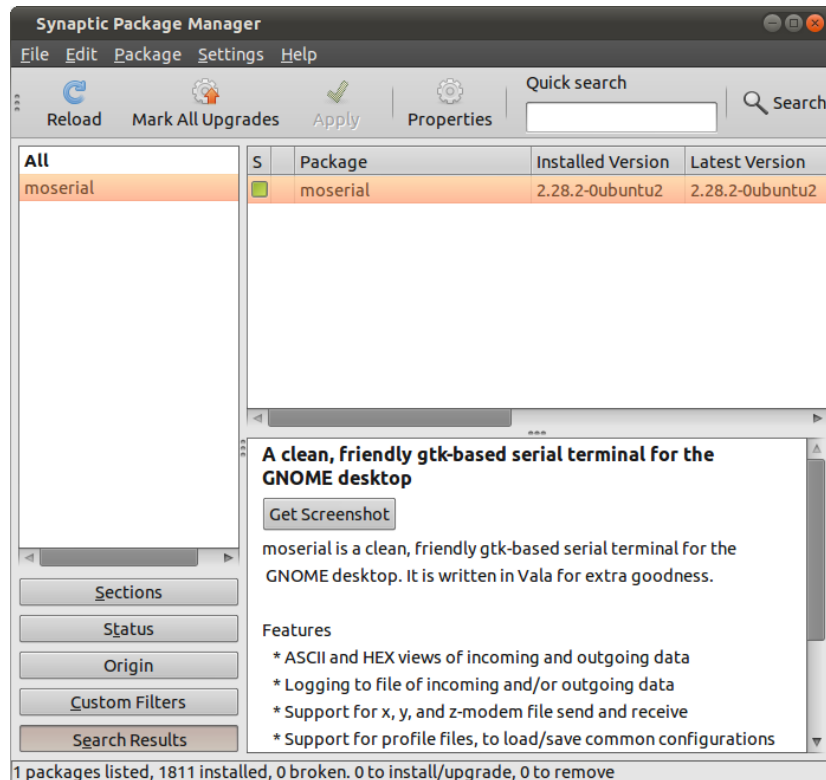 Synaptic Package Manager
File Edit Package Settings Help
Reload Mark All Upgrades Apply Properties Quick search Search
All
moserial
S Package Installed Version Latest Version
moserial 2.28.2-0ubuntu2 2.28.2-0ubuntu2
A clean, friendly gtk-based serial terminal for the
GNOME desktop
Get Screenshot
moserial is a clean, friendly gtk-based serial terminal for the
GNOME desktop. It is written in Vala for extra goodness.
Features
* ASCII and HEX views of incoming and outgoing data
* Logging to file of incoming and/or outgoing data
* Support for x, y, and z-modem file send and receive
* Support for profile files, to load/save common configurations
Sections
Status
Origin
Custom Filters
Search Results
1 packages listed, 1811 installed, 0 broken. 0 to install/upgrade, 0 to remove